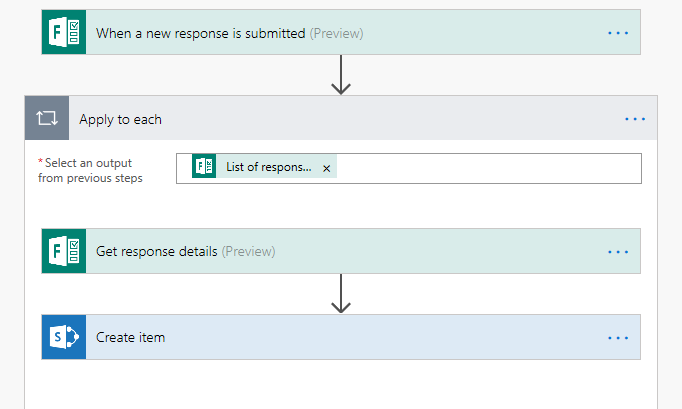 When a new response is submitted (Preview)
Apply to each
*Select an output
from previous steps
List of respons... ×
Get response details (Preview)
Create item